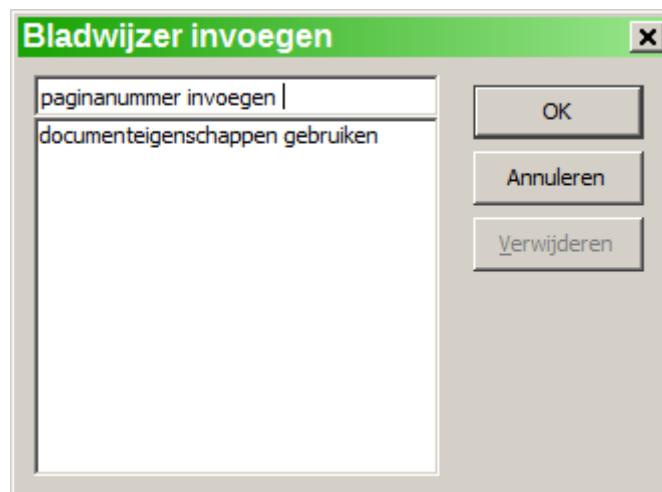 Bladwijzer invoegen
paginanummer invoegen
documenteigenschappen gebruiken
OK
Annuleren
Verwijderen